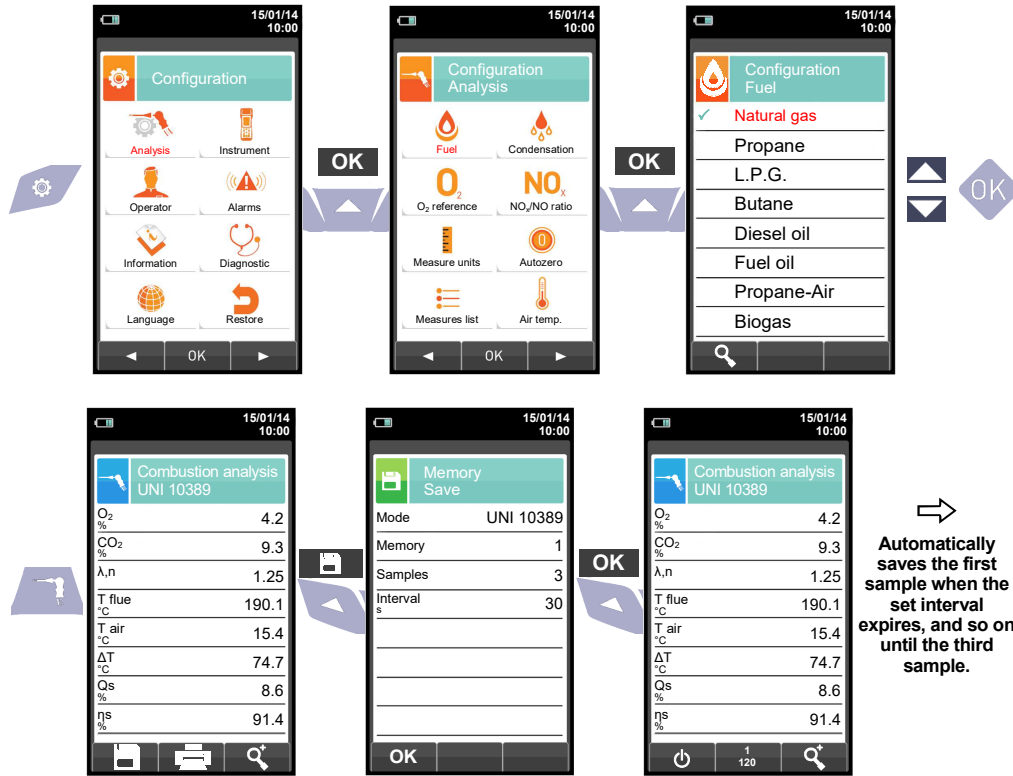 15/01/14
10:00
Configuration
Analysis
Instrument
Operator
Alarms
Information
Diagnostic
Language
Restore
◄ OK ►
OK
15/01/14
10:00
Configuration
Analysis
Fuel
Condensation
O₂
O₂ reference
NOₓ
NOₓ/NO ratio
Measure units
0
Autozero
Measures list
Air temp.
◄ OK ►
OK
15/01/14
10:00
Configuration
Fuel
✓ Natural gas
Propane
L.P.G.
Butane
Diesel oil
Fuel oil
Propane-Air
Biogas
OK
15/01/14
10:00
Combustion analysis
UNI 10389
O₂ % 4.2
CO₂ % 9.3
λ,n 1.25
T flue °C 190.1
T air °C 15.4
ΔT °C 74.7
Qs % 8.6
ηs % 91.4
15/01/14
10:00
Memory
Save
Mode UNI 10389
Memory 1
Samples 3
Interval s 30
OK
OK
15/01/14
10:00
Combustion analysis
UNI 10389
O₂ % 4.2
CO₂ % 9.3
λ,n 1.25
T flue °C 190.1
T air °C 15.4
ΔT °C 74.7
Qs % 8.6
ηs % 91.4
1
120
Automatically
saves the first
sample when the
set interval
expires, and so on
until the third
sample.